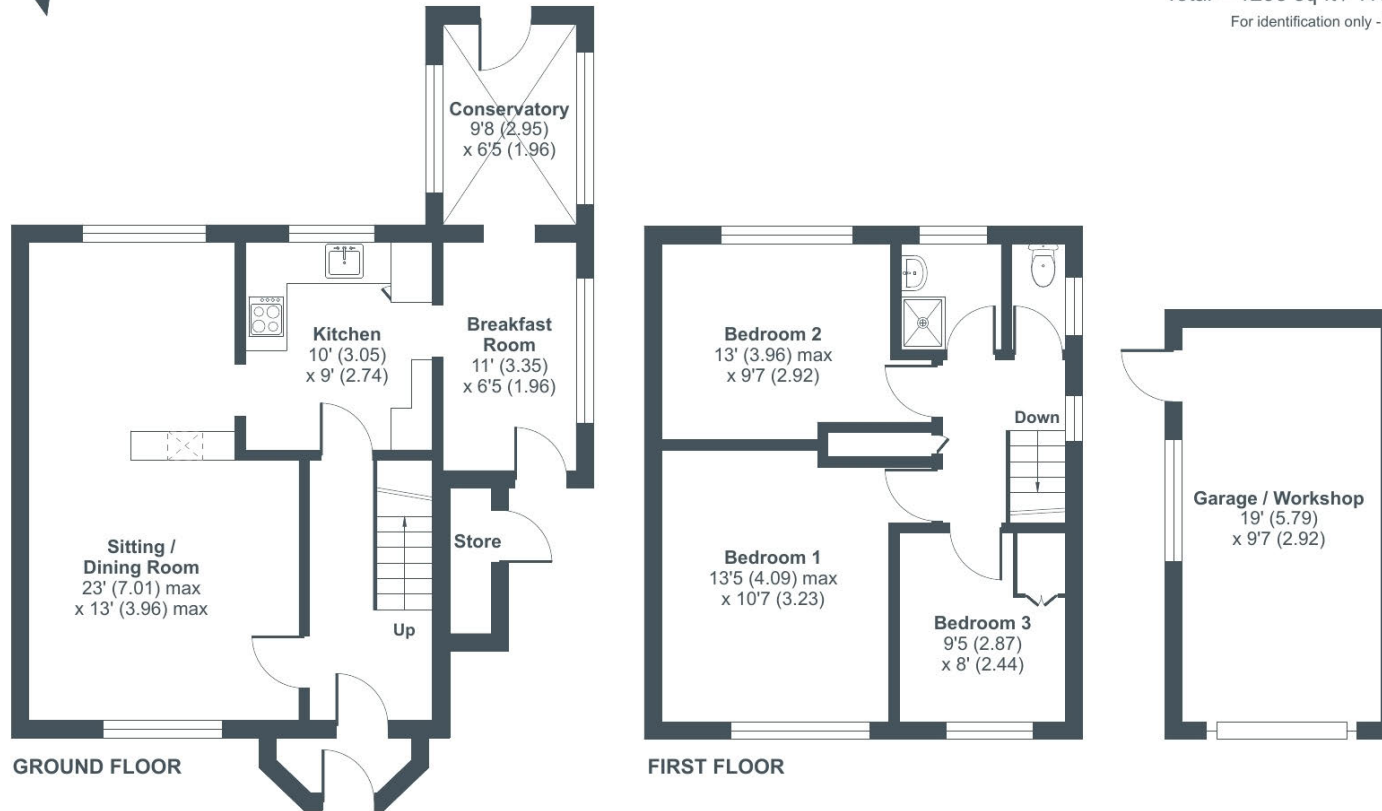 For identification only -
Conservatory
9'8 (2.95)
x 6'5 (1.96)
Kitchen
10' (3.05)
x 9' (2.74)
Breakfast
Room
11' (3.35)
x 6'5 (1.96)
Sitting /
Dining Room
23' (7.01) max
x 13' (3.96) max
Store
Up
GROUND FLOOR
Bedroom 2
13' (3.96) max
x 9'7 (2.92)
Down
Bedroom 1
13'5 (4.09) max
x 10'7 (3.23)
Bedroom 3
9'5 (2.87)
x 8' (2.44)
FIRST FLOOR
Garage / Workshop
19' (5.79)
x 9'7 (2.92)